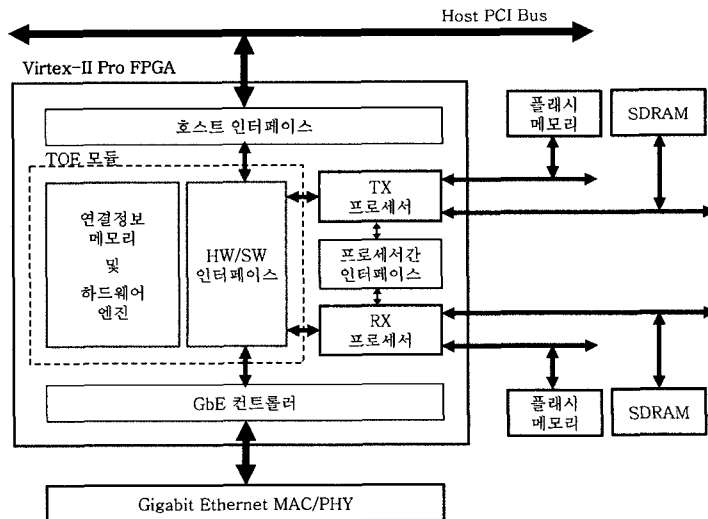 Host PCI Bus
Virtex-II Pro FPGA
호스트 인터페이스
플래시
메모리
SDRAM
TOE 모듈
연결정보
메모리
및
하드웨어
엔진
HW/SW
인터페이스
TX
프로세서
프로세서간
인터페이스
RX
프로세서
GbE 컨트롤러
플래시
메모리
SDRAM
Gigabit Ethernet MAC/PHY